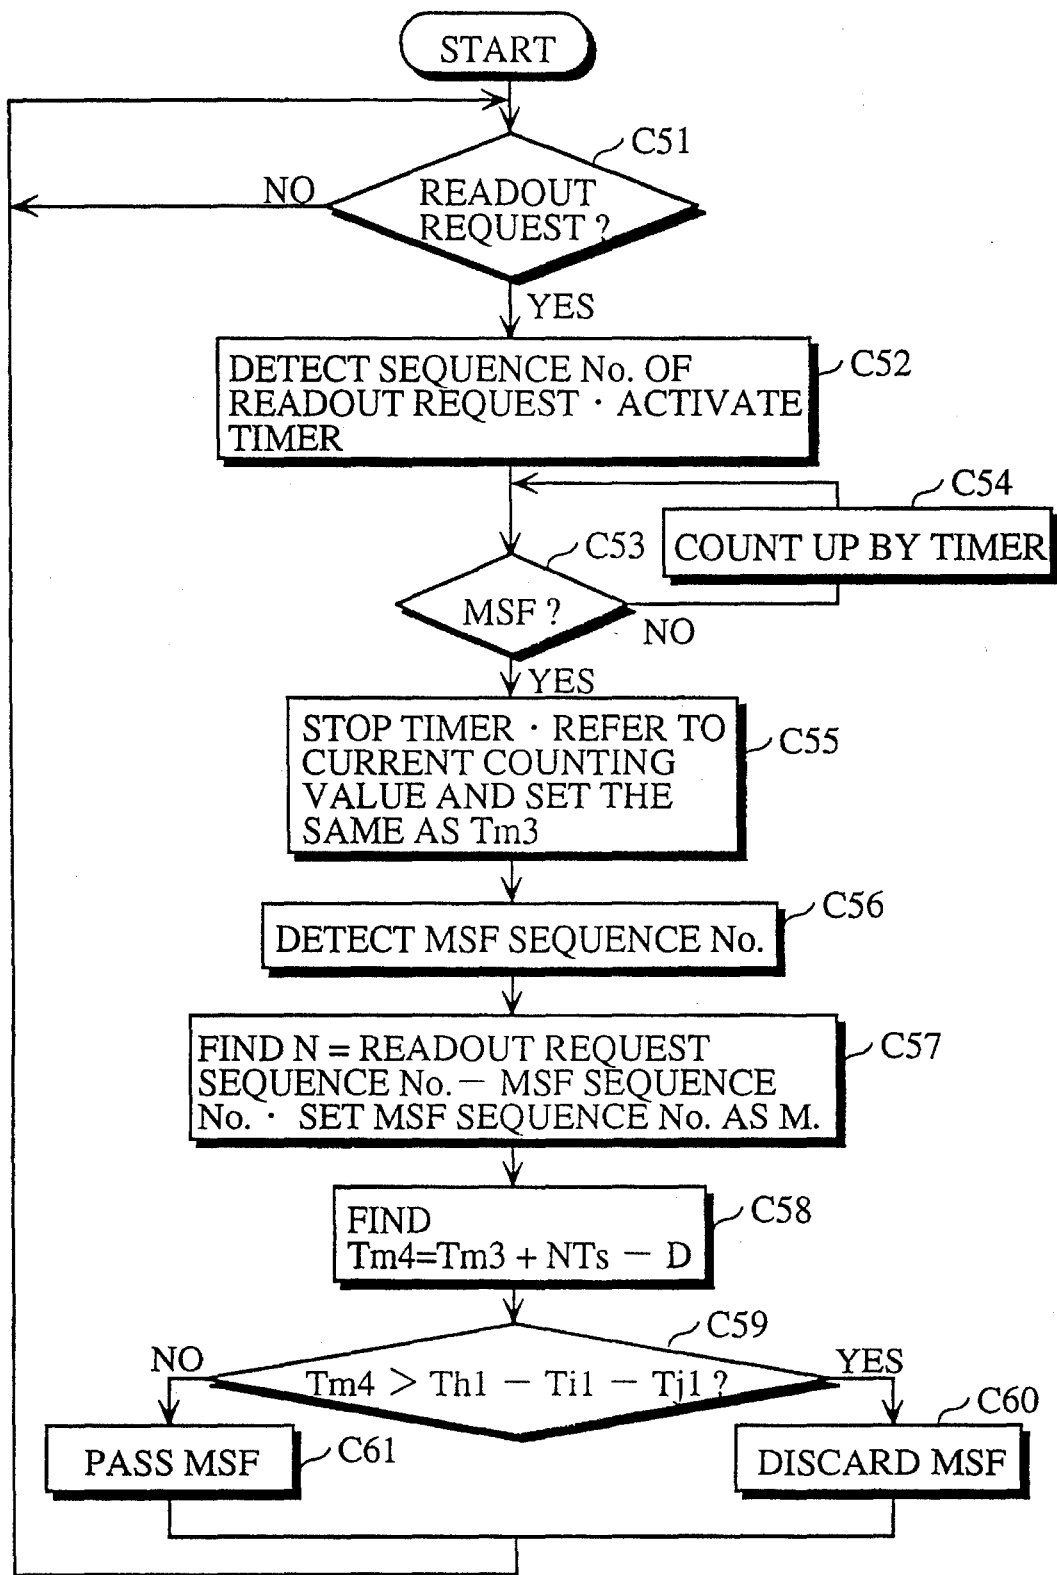 START
C51
NO
READOUT
REQUEST ?
YES
C52
DETECT SEQUENCE No. OF
READOUT REQUEST · ACTIVATE
TIMER
C54
COUNT UP BY TIMER
C53
MSF ?
NO
YES
STOP TIMER · REFER TO
CURRENT COUNTING
VALUE AND SET THE
SAME AS Tm3
C55
C56
DETECT MSF SEQUENCE No.
C57
FIND N = READOUT REQUEST
SEQUENCE No. – MSF SEQUENCE
No. · SET MSF SEQUENCE No. AS M.
C58
FIND
Tm4=Tm3 + NTs – D
C59
NO
Tm4 > Th1 – Ti1 – Tj1 ?
YES
C60
PASS MSF
C61
DISCARD MSF